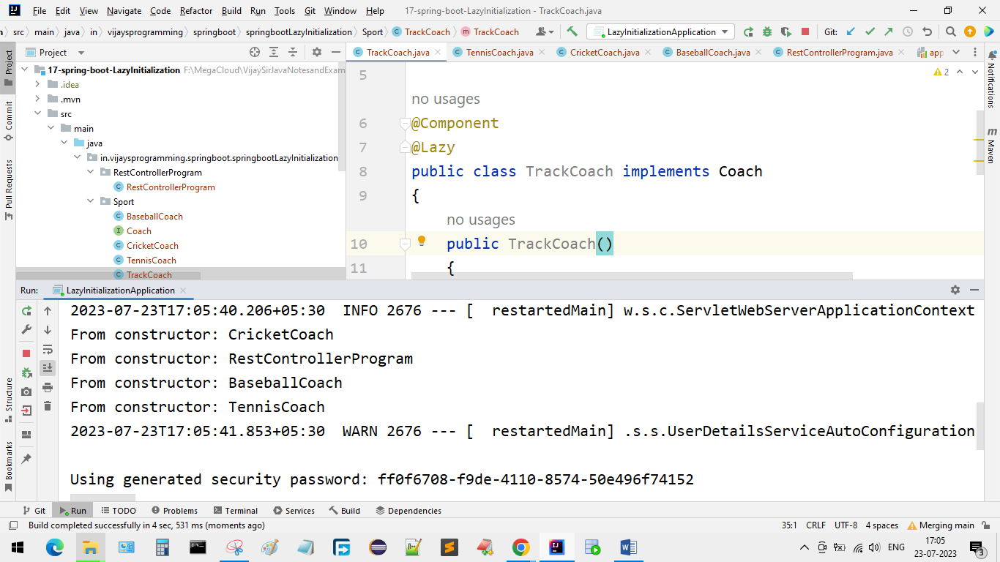 File Edit View Navigate Code Refactor Build Run Tools Git Window Help 17-spring-boot-LazyInitialization - TrackCoach.java
src main java in vijaysprogramming springboot springbootLazyInitialization Sport TrackCoach TrackCoach LazyInitializationApplication Git:
Project TrackCoach.java TennisCoach.java CricketCoach.java BaseballCoach.java RestControllerProgram.java app
Project
Commit
Pull Requests
Structure
Bookmarks
17-spring-boot-LazyInitialization F:\MegaCloud\VijaySirJavaNotesandExam
.idea
.mvn
src
main
java
in.vijaysprogramming.springboot.springbootLazyInitialization
RestControllerProgram
RestControllerProgram
Sport
BaseballCoach
Coach
CricketCoach
TennisCoach
TrackCoach
5
2
no usages
6 @Component
7 @Lazy
8 public class TrackCoach implements Coach
9 {
no usages
10 public TrackCoach()
11 {
Notifications
Maven
Run: LazyInitializationApplication
2023-07-23T17:05:40.206+05:30 INFO 2676 --- [ restartedMain] w.s.c.ServletWebServerApplicationContext
From constructor: CricketCoach
From constructor: RestControllerProgram
From constructor: BaseballCoach
From constructor: TennisCoach
2023-07-23T17:05:41.853+05:30 WARN 2676 --- [ restartedMain] .s.s.UserDetailsServiceAutoConfiguration
Using generated security password: ff0f6708-f9de-4110-8574-50e496f74152
Git Run TODO Problems Terminal Services Build Dependencies
Build completed successfully in 4 sec, 531 ms (moments ago) 35:1 CRLF UTF-8 4 spaces Merging main
ENG
17:05
23-07-2023
3